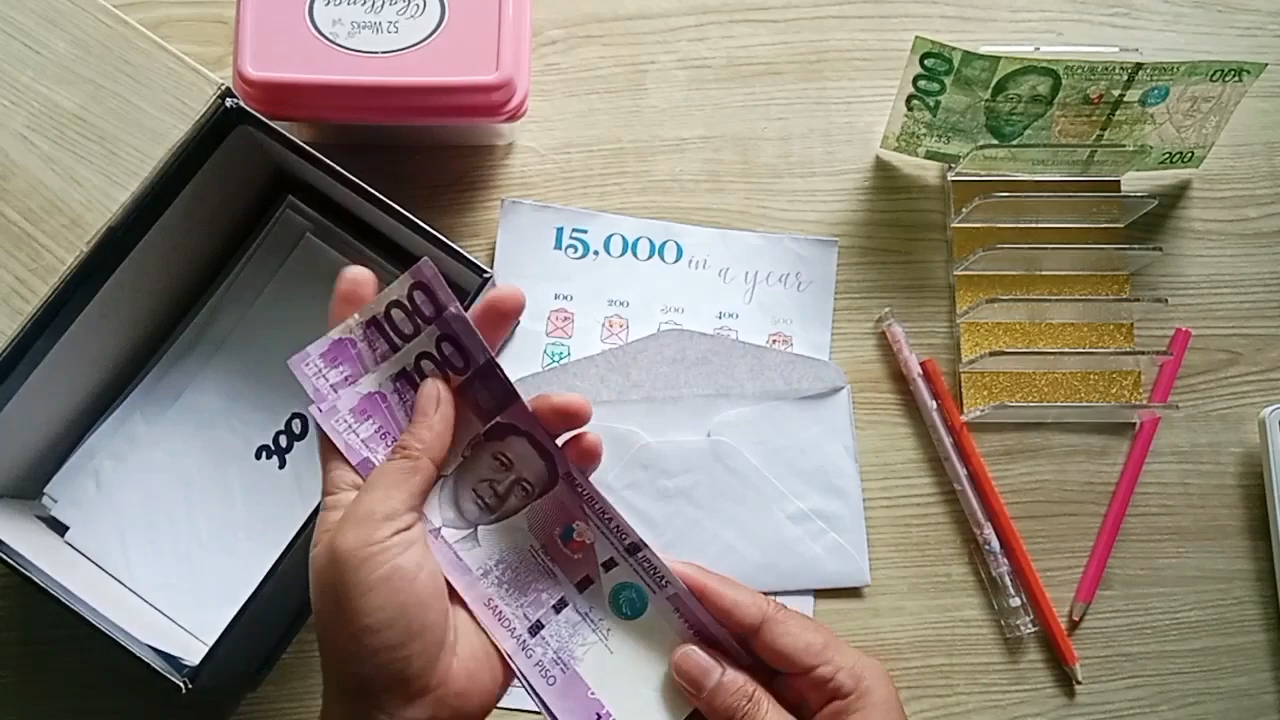 52 Weeks
Challenge
200
REPUBLIKA NG PILIPINAS
200
200
15,000 in a year
100 200 300 400 500
300
100
100
REPUBLIKA NG PILIPINAS
SANDAANG PISO